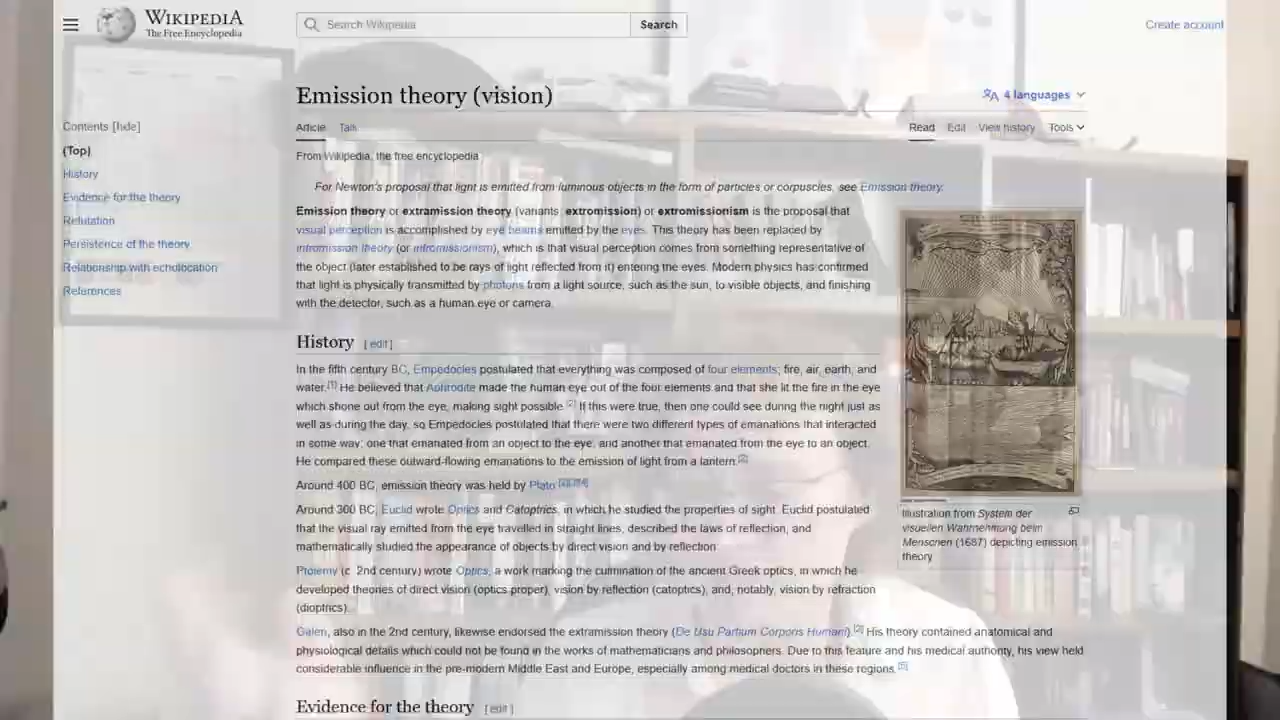 WIKIPEDIA
The Free Encyclopedia
Search Wikipedia
Search
Create account
Emission theory (vision)
4 languages
Contents [hide]
(Top)
History
Evidence for the theory
Refutation
Persistence of the theory
Relationship with echolocation
References
Article Talk
Read Edit View history Tools
From Wikipedia, the free encyclopedia
For Newton's proposal that light is emitted from luminous objects in the form of particles or corpuscles, see Emission theory.
Emission theory or extramission theory (variants: extromission) or extromissionism is the proposal that
visual perception is accomplished by eye beams emitted by the eyes. This theory has been replaced by
intromission theory (or intromissionism), which is that visual perception comes from something representative of
the object (later established to be rays of light reflected from it) entering the eyes. Modern physics has confirmed
that light is physically transmitted by photons from a light source, such as the sun, to visible objects, and finishing
with the detector, such as a human eye or camera.
History [ edit ]
In the fifth century BC, Empedocles postulated that everything was composed of four elements; fire, air, earth, and
water.[1] He believed that Aphrodite made the human eye out of the four elements and that she lit the fire in the eye
which shone out from the eye, making sight possible.[2] If this were true, then one could see during the night just as
well as during the day, so Empedocles postulated that there were two different types of emanations that interacted
in some way: one that emanated from an object to the eye, and another that emanated from the eye to an object.
He compared these outward-flowing emanations to the emission of light from a lantern.[2]
Around 400 BC, emission theory was held by Plato.
Around 300 BC, Euclid wrote Optics and Catoptrics, in which he studied the properties of sight. Euclid postulated
that the visual ray emitted from the eye travelled in straight lines, described the laws of reflection, and
mathematically studied the appearance of objects by direct vision and by reflection.
Ptolemy (c. 2nd century) wrote Optics, a work marking the culmination of the ancient Greek optics, in which he
developed theories of direct vision (optics proper), vision by reflection (catoptics), and, notably, vision by refraction
(dioptrics).
Galen, also in the 2nd century, likewise endorsed the extramission theory (De Usu Partium Corporis Humani).[2] His theory contained anatomical and
physiological details which could not be found in the works of mathematicians and philosophers. Due to this feature and his medical authority, his view held
considerable influence in the pre-modern Middle East and Europe, especially among medical doctors in these regions.[5]
Illustration from System der
visuellen Wahrnehmung beim
Menschen (1687) depicting emission
theory
Evidence for the theory [ edit ]